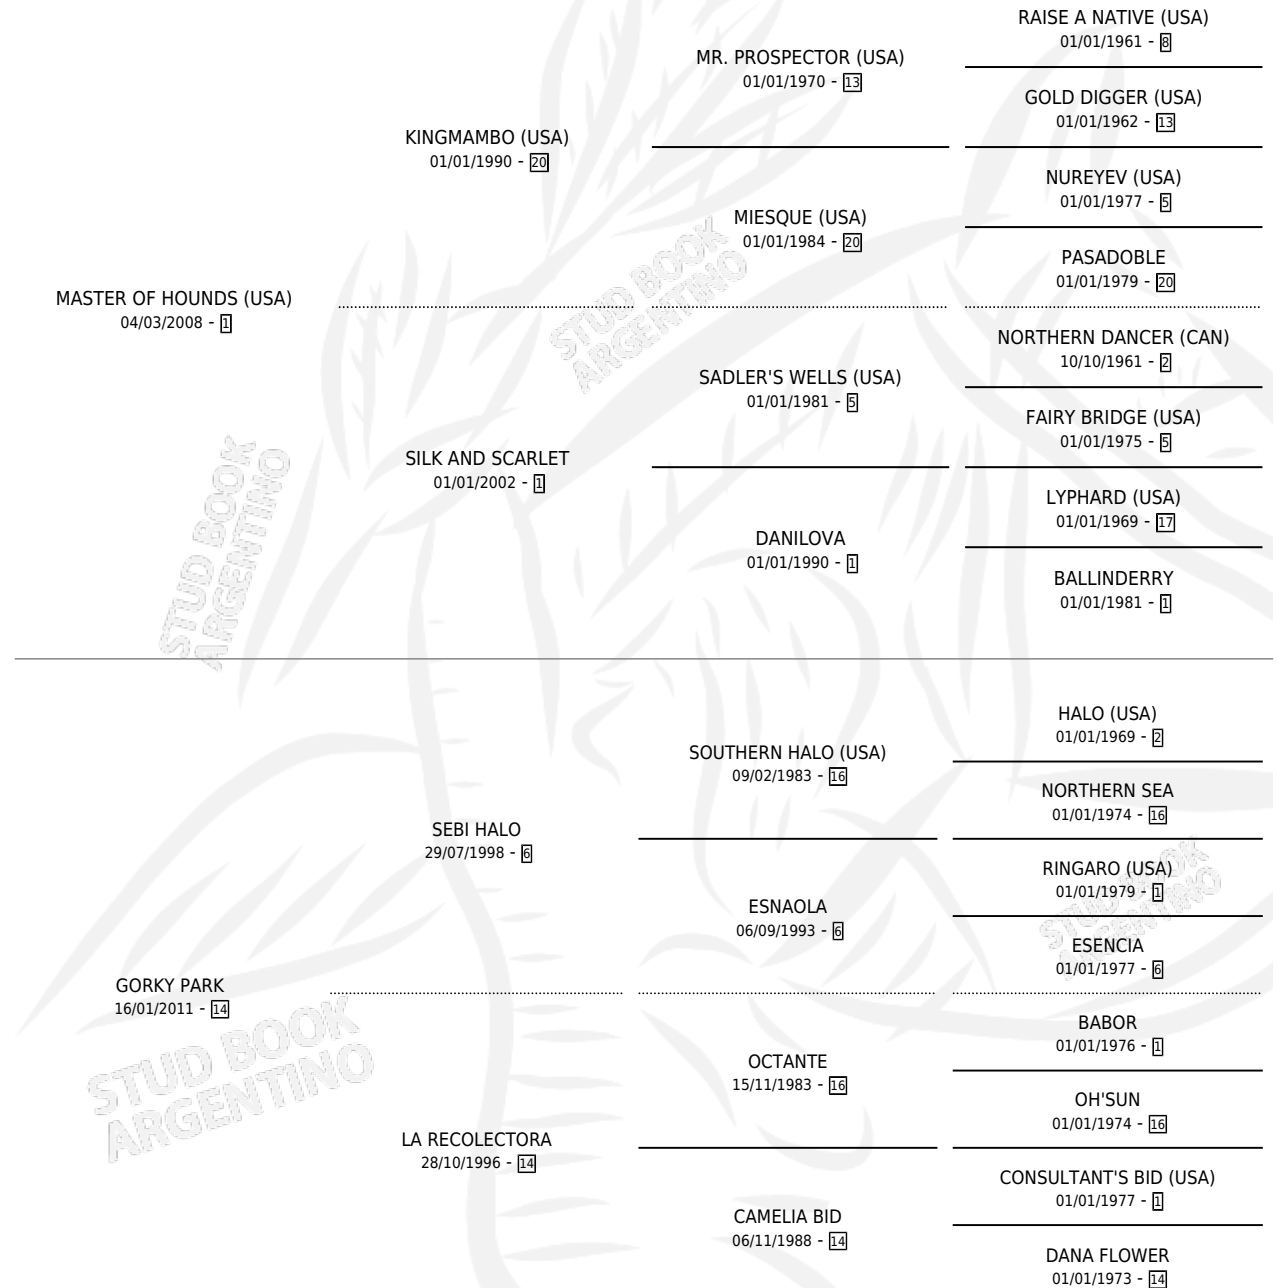 RAISE A NATIVE (USA)
01/01/1961 - 8
MR. PROSPECTOR (USA)
01/01/1970 - 13
GOLD DIGGER (USA)
01/01/1962 - 13
KINGMAMBO (USA)
01/01/1990 - 20
NUREYEV (USA)
01/01/1977 - 5
MIESQUE (USA)
01/01/1984 - 20
PASADOBLE
01/01/1979 - 20
MASTER OF HOUNDS (USA)
04/03/2008 - 1
NORTHERN DANCER (CAN)
10/10/1961 - 2
SADLER'S WELLS (USA)
01/01/1981 - 5
FAIRY BRIDGE (USA)
01/01/1975 - 5
SILK AND SCARLET
01/01/2002 - 1
LYPHARD (USA)
01/01/1969 - 17
DANILOVA
01/01/1990 - 1
BALLINDERRY
01/01/1981 - 1
HALO (USA)
01/01/1969 - 2
SOUTHERN HALO (USA)
09/02/1983 - 16
NORTHERN SEA
01/01/1974 - 16
SEBI HALO
29/07/1998 - 6
RINGARO (USA)
01/01/1979 - 1
ESNAOLA
06/09/1993 - 6
ESENCIA
01/01/1977 - 6
GORKY PARK
16/01/2011 - 14
BABOR
01/01/1976 - 1
OCTANTE
15/11/1983 - 16
OH'SUN
01/01/1974 - 16
LA RECOLECTORA
28/10/1996 - 14
CONSULTANT'S BID (USA)
01/01/1977 - 1
CAMELIA BID
06/11/1988 - 14
DANA FLOWER
01/01/1973 - 14
STUD BOOK
ARGENTINO
STUD BOOK
ARGENTINO
STUD BOOK
ARGENTINO
STUD BOOK
ARGENTINO